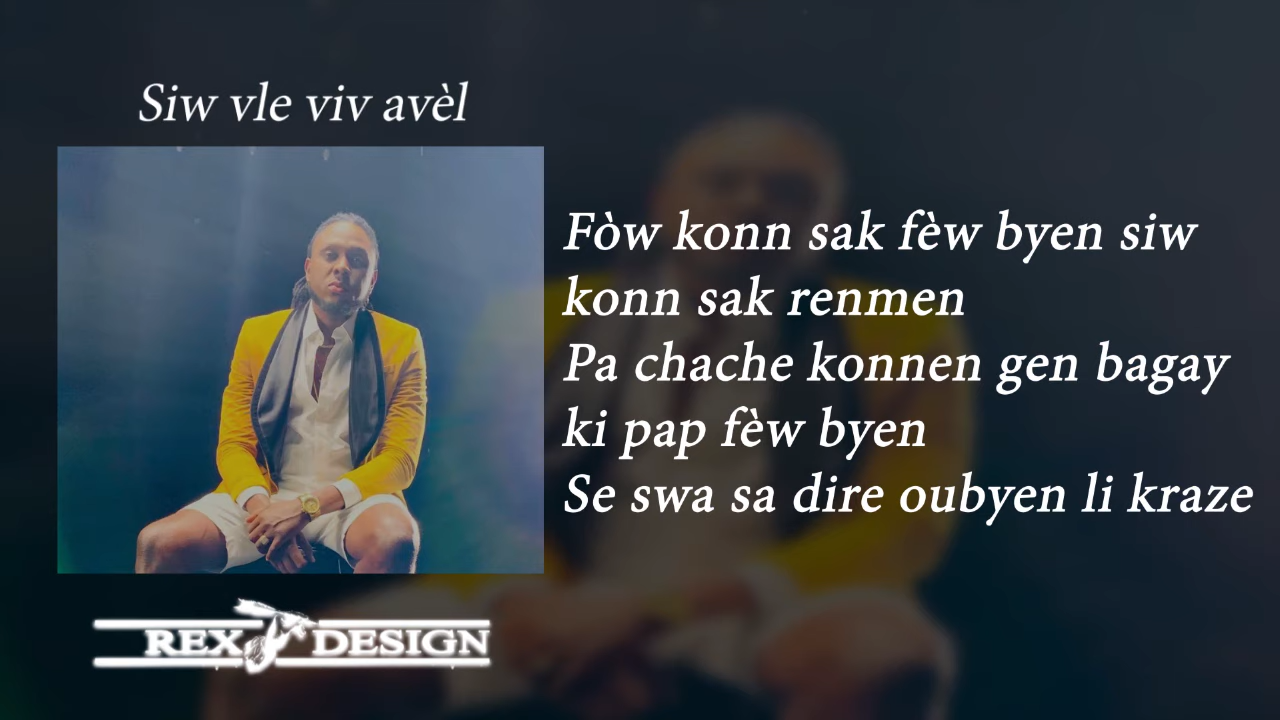 Siw vle viv avèl
Fòw konn sak fèw byen siw
konn sak renmen
Pa chache konnen gen bagay
ki pap fèw byen
Se swa sa dire oubyen li kraze
REX DESIGN